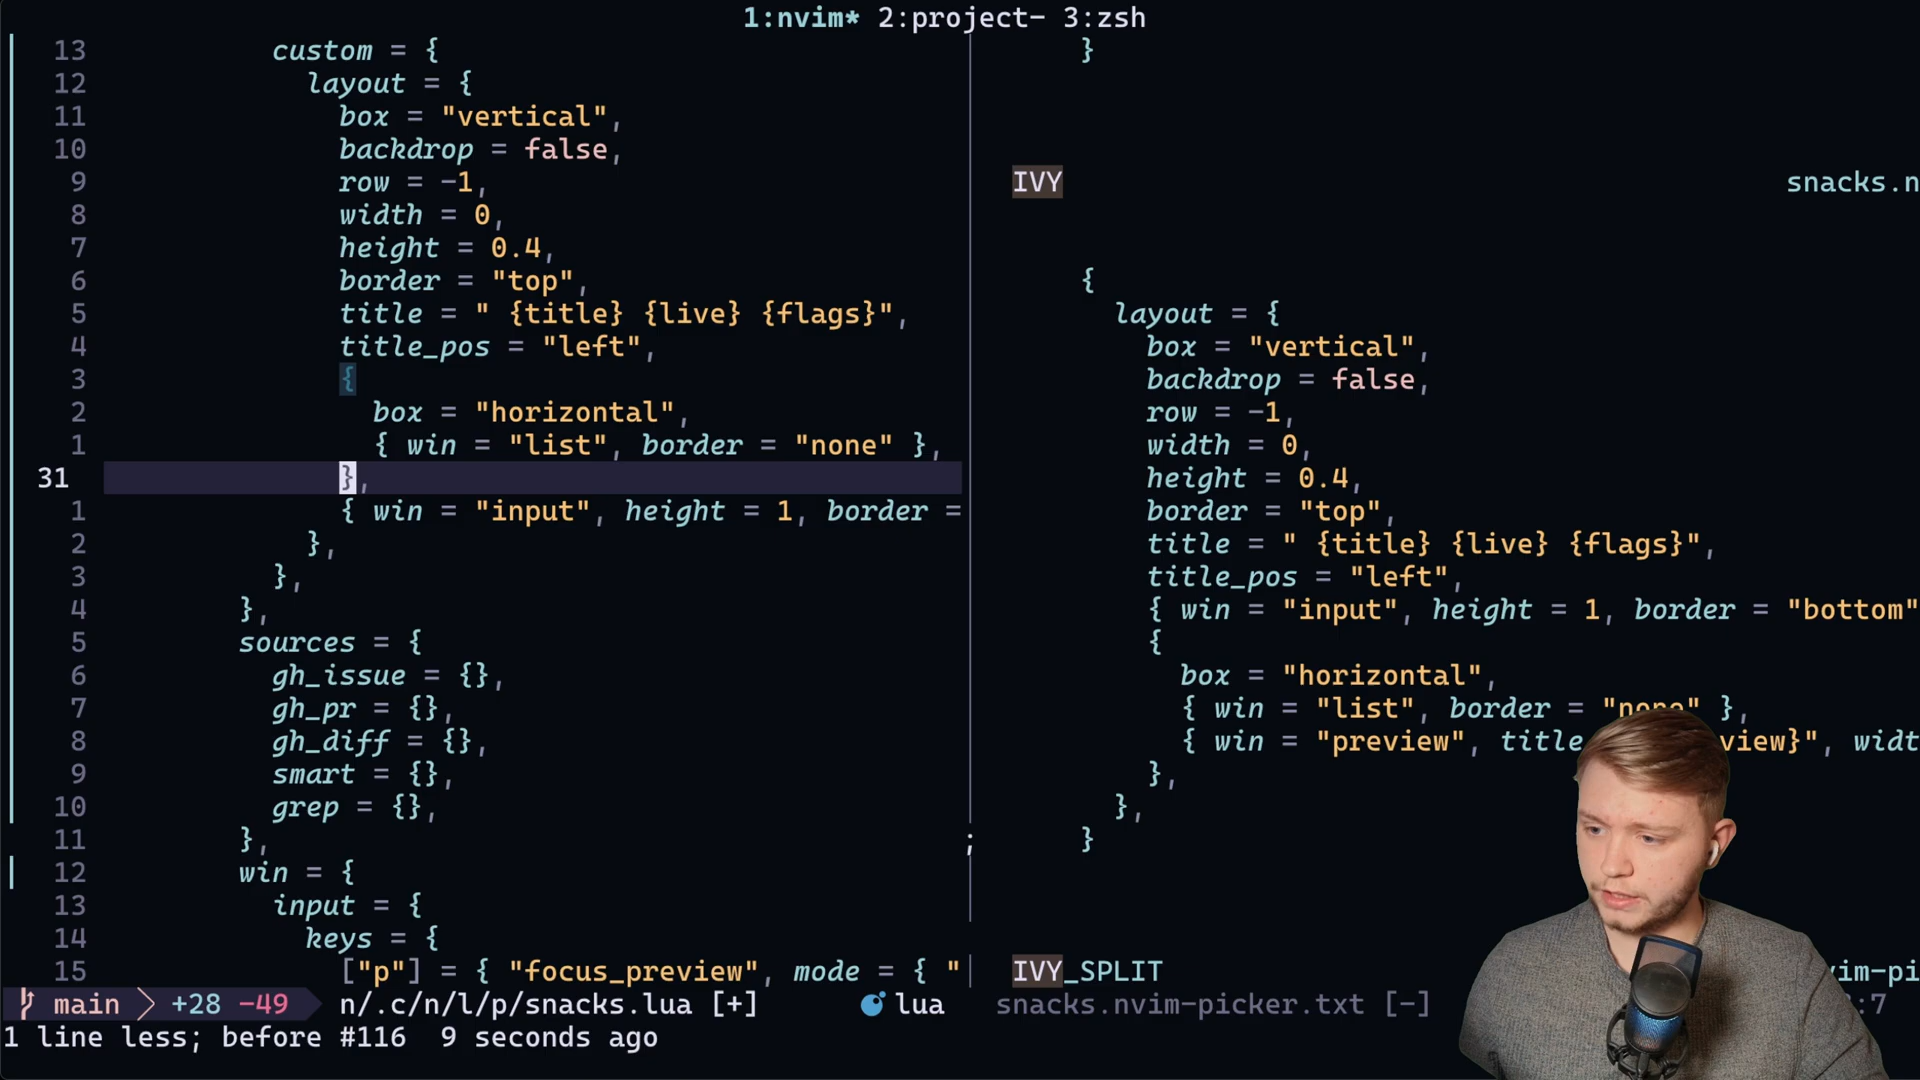 1:nvim* 2:project- 3:zsh
13 custom = {
12 layout = {
11 box = "vertical",
10 backdrop = false,
9 row = -1,
8 width = 0,
7 height = 0.4,
6 border = "top",
5 title = " {title} {live} {flags}",
4 title_pos = "left",
3 {
2 box = "horizontal",
1 { win = "list", border = "none" },
31 },
1 { win = "input", height = 1, border =
2 },
3 },
4 },
5 sources = {
6 gh_issue = {},
7 gh_pr = {},
8 gh_diff = {},
9 smart = {},
10 grep = {},
11 },
12 win = {
13 input = {
14 keys = {
15 ["p"] = { "focus_preview", mode = { "
}
IVY snacks.n
{
layout = {
box = "vertical",
backdrop = false,
row = -1,
width = 0,
height = 0.4,
border = "top",
title = " {title} {live} {flags}",
title_pos = "left",
{ win = "input", height = 1, border = "bottom"
{
box = "horizontal",
{ win = "list", border = "none" },
{ win = "preview", title view}", widt
},
},
}
;
IVY_SPLIT vim-pi
main +28 -49 n/.c/n/l/p/snacks.lua [+] lua snacks.nvim-picker.txt [-] :7
1 line less; before #116 9 seconds ago